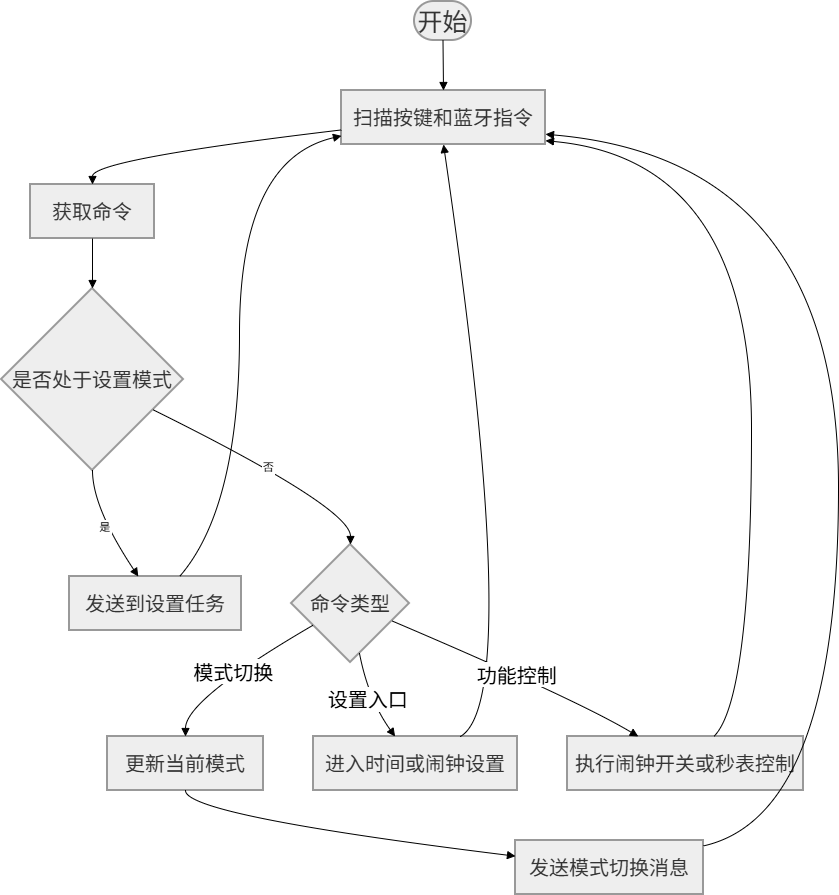 开始
扫描按键和蓝牙指令
获取命令
是否处于设置模式
否
是
发送到设置任务
命令类型
模式切换
设置入口
功能控制
更新当前模式
进入时间或闹钟设置
执行闹钟开关或秒表控制
发送模式切换消息